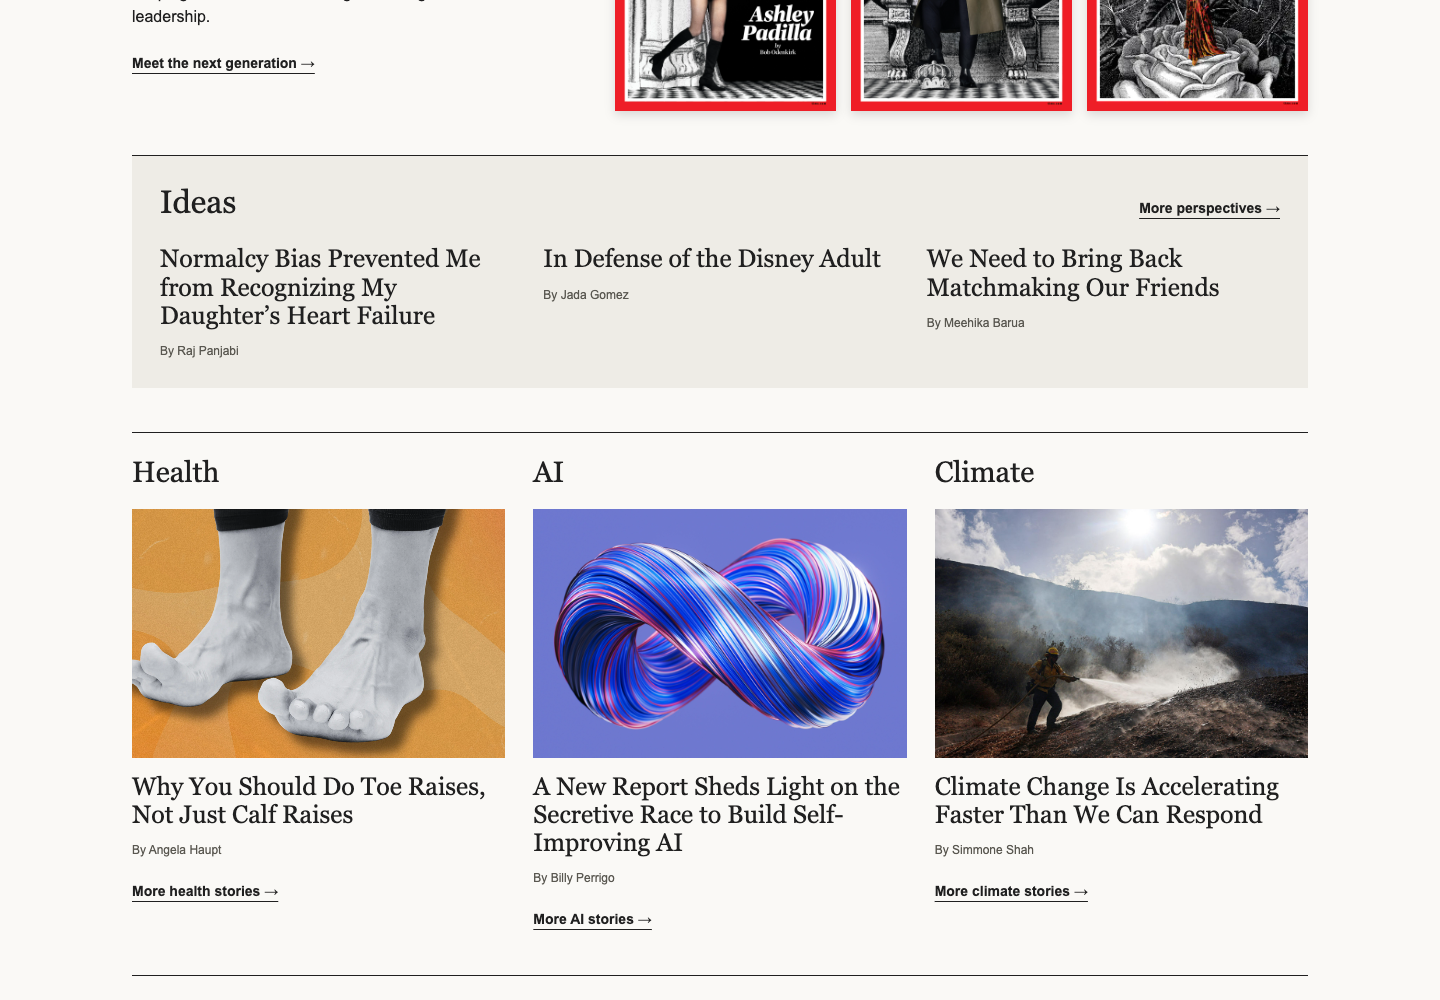 leadership.
Meet the next generation →
Ashley
Padilla
by
Bob Odenkirk
Ideas
More perspectives →
Normalcy Bias Prevented Me
from Recognizing My
Daughter’s Heart Failure
By Raj Panjabi
In Defense of the Disney Adult
By Jada Gomez
We Need to Bring Back
Matchmaking Our Friends
By Meehika Barua
Health
AI
Climate
Why You Should Do Toe Raises,
Not Just Calf Raises
By Angela Haupt
More health stories →
A New Report Sheds Light on the
Secretive Race to Build Self-
Improving AI
By Billy Perrigo
More AI stories →
Climate Change Is Accelerating
Faster Than We Can Respond
By Simmone Shah
More climate stories →